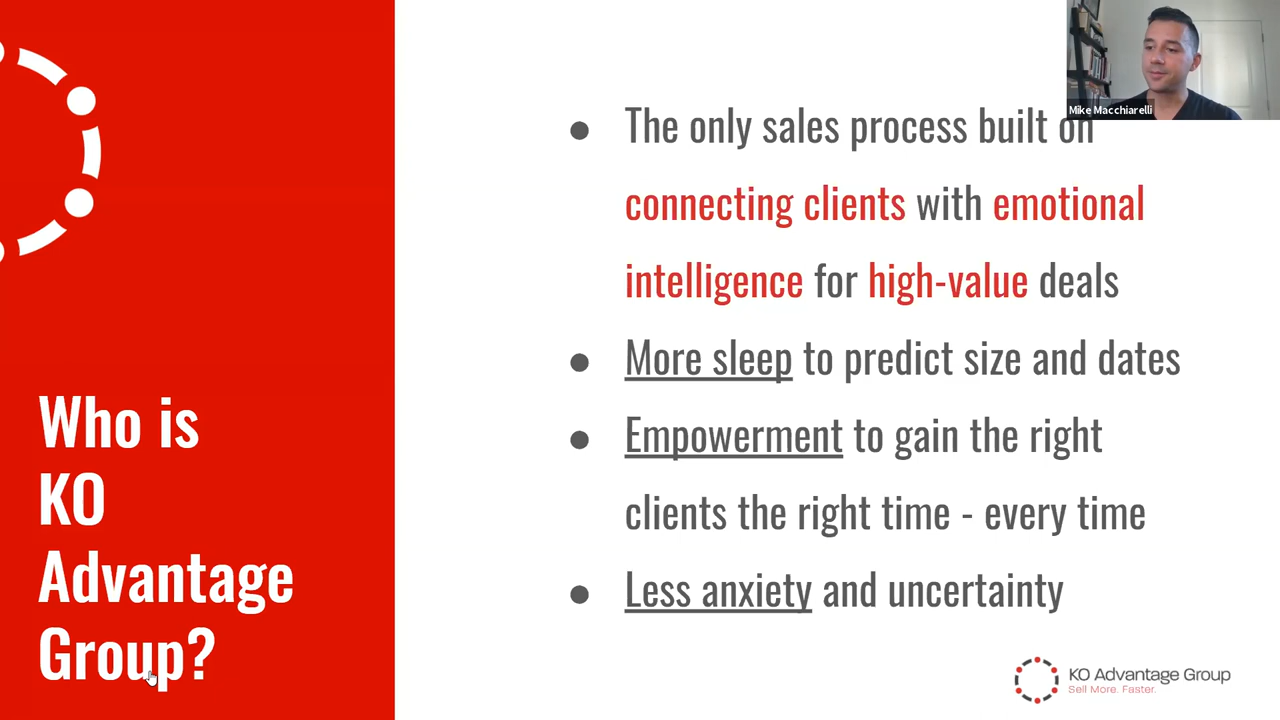 Mike Macchiarelli
Who is
KO
Advantage
Group?
● The only sales process built on
connecting clients with emotional
intelligence for high-value deals
● More sleep to predict size and dates
● Empowerment to gain the right
clients the right time - every time
● Less anxiety and uncertainty
KO Advantage Group
Sell More. Faster.